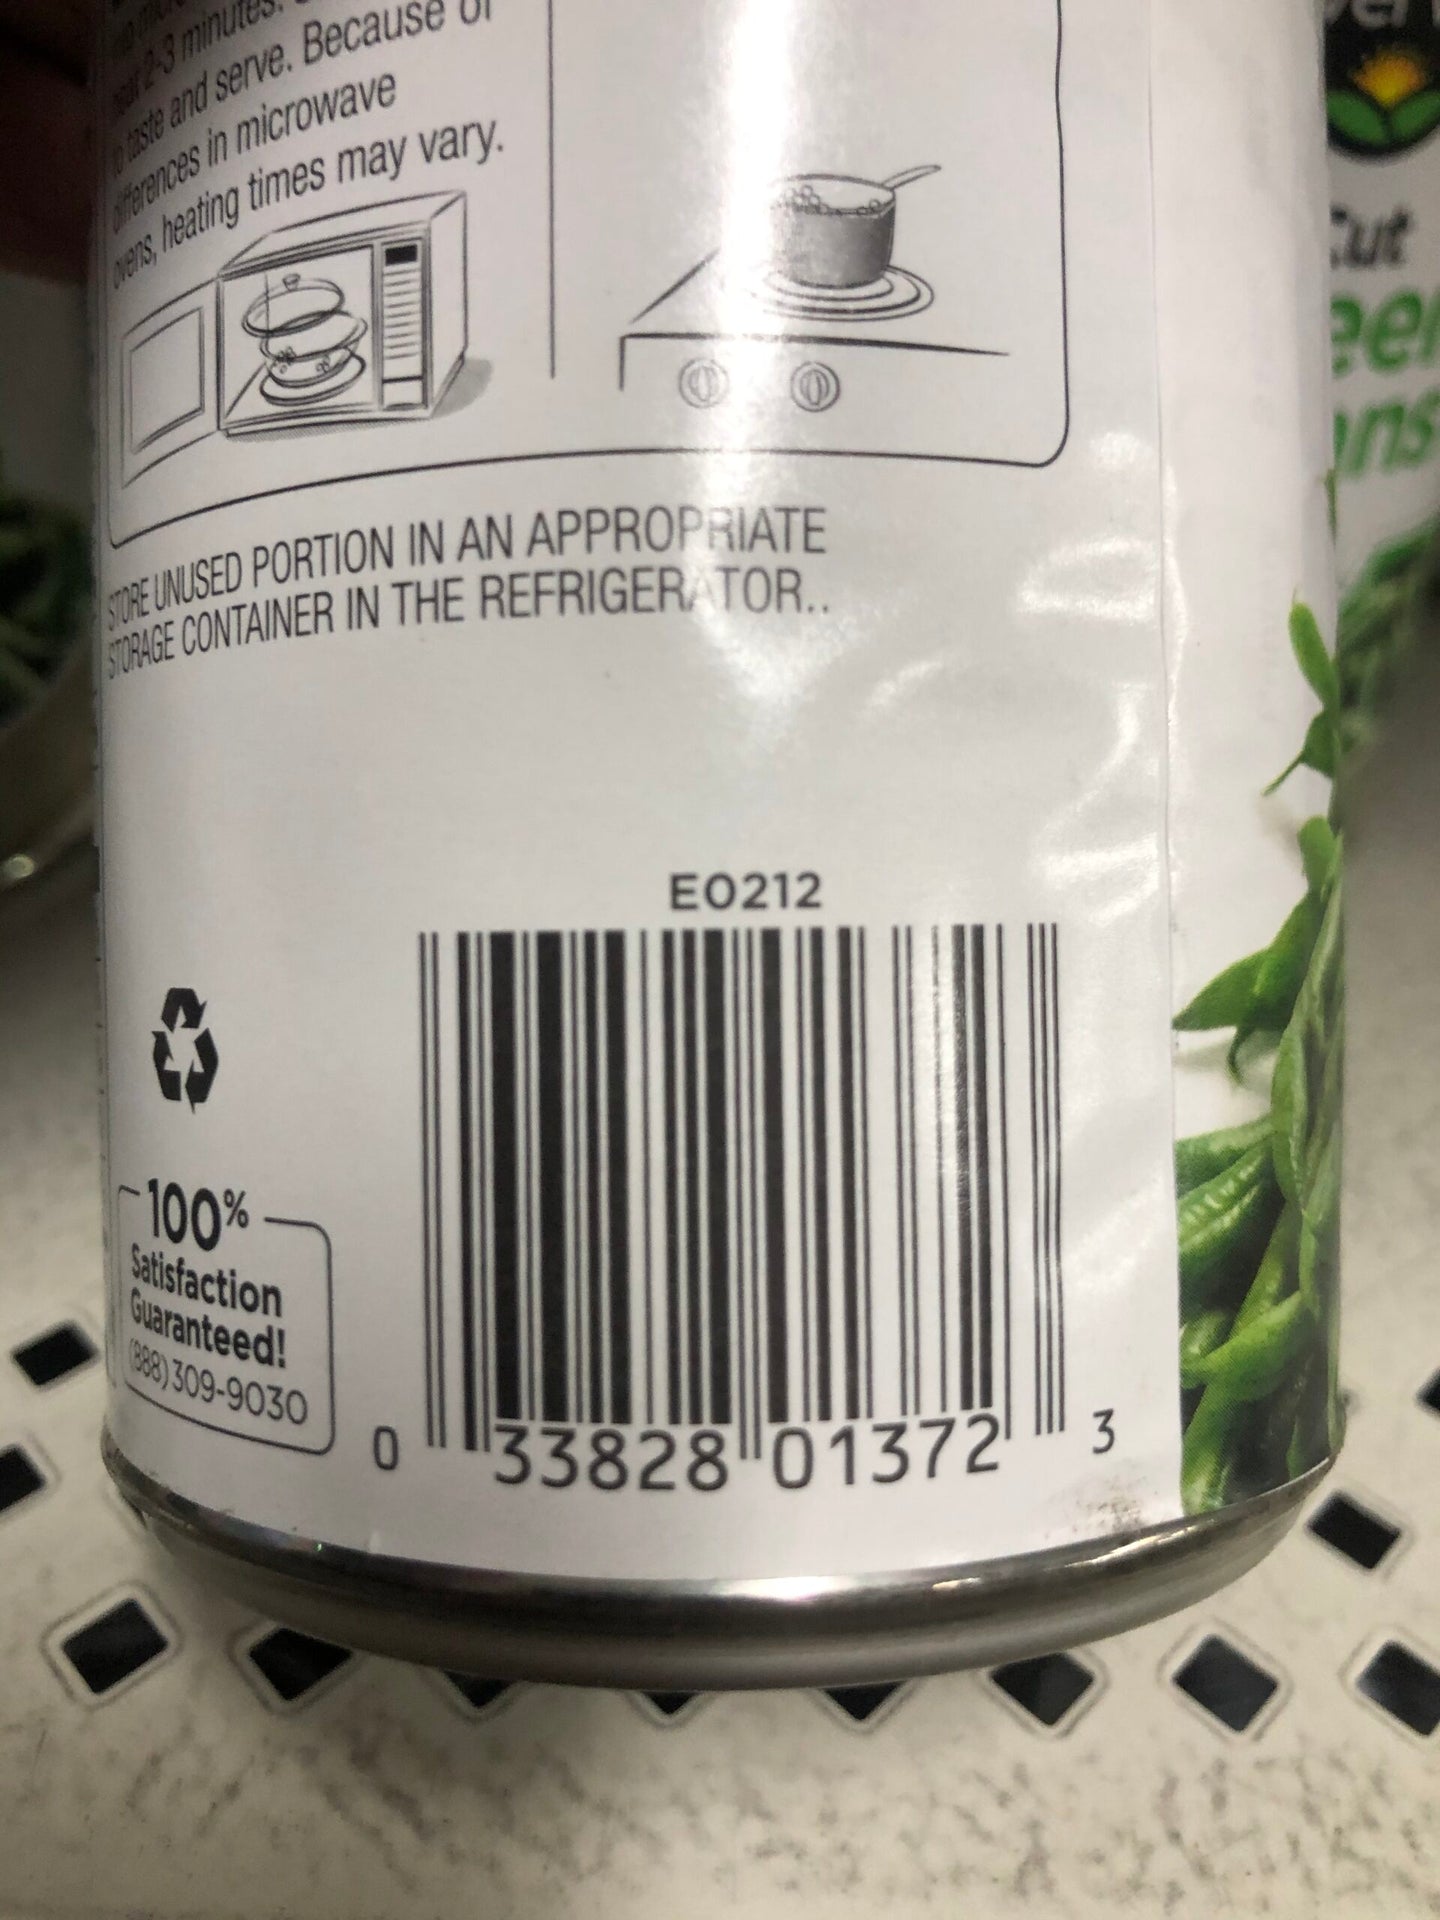 2-3 minutes.
to taste and serve. Because of
differences in microwave
ovens, heating times may vary.
STORE UNUSED PORTION IN AN APPROPRIATE
STORAGE CONTAINER IN THE REFRIGERATOR..
EO212
100%
Satisfaction
Guaranteed!
(888)309-9030
0 33828 01372 3
Cut